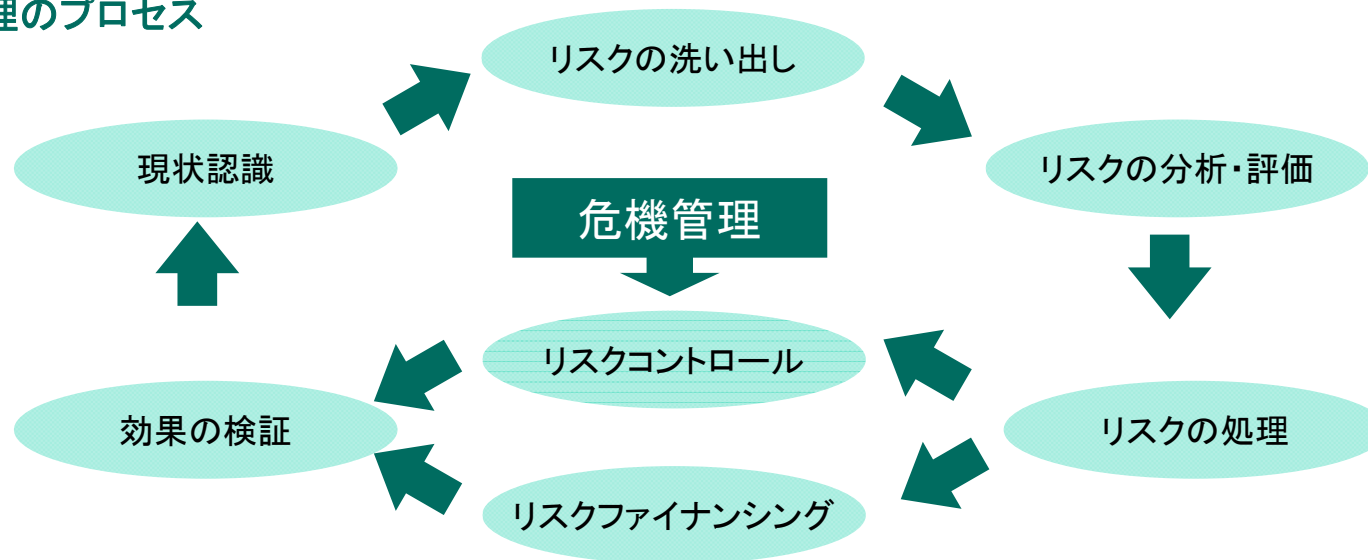 理のプロセス
リスクの洗い出し
現状認識
リスクの分析・評価
危機管理
リスクコントロール
効果の検証
リスクの処理
リスクファイナンシング